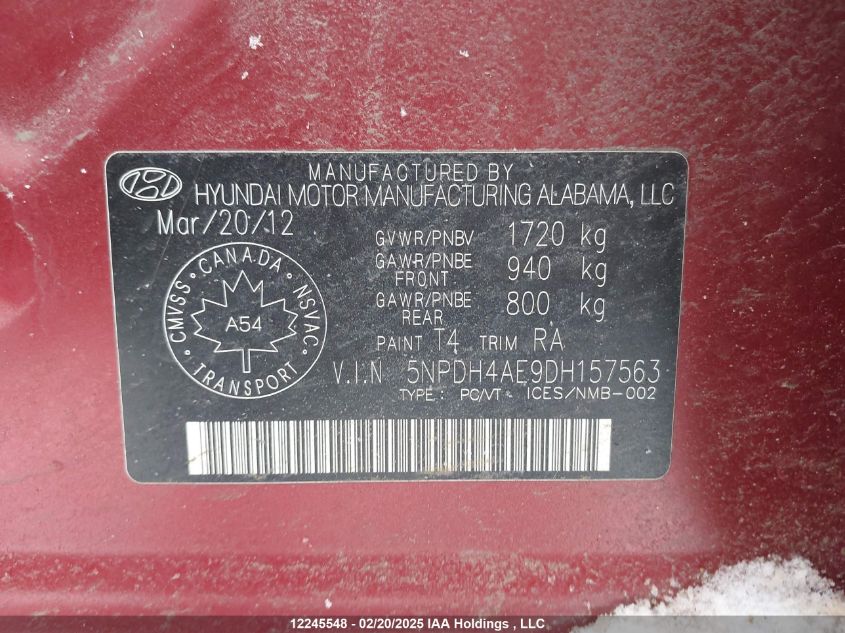 MANUFACTURED BY
HYUNDAI MOTOR MANUFACTURING ALABAMA, LLC
Mar/20/12
GVWR/PNBV 1720 kg
GAWR/PNBE FRONT 940 kg
GAWR/PNBE REAR 800 kg
PAINT T4 TRIM RA
V.I.N 5NPDH4AE9DH157563
TYPE: PC/VT - ICES/NMB-002
CMVSS CANADA NSVAC
A54
TRANSPORT
12245548 - 02/20/2025 IAA Holdings , LLC